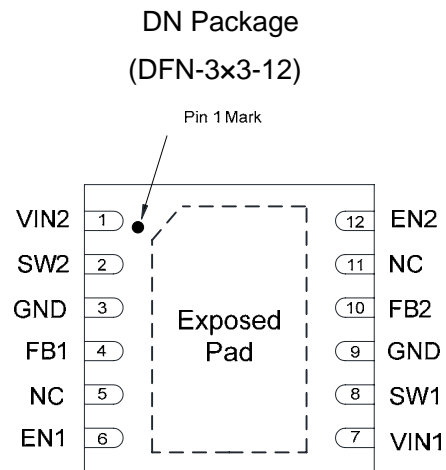 DN Package
(DFN-3×3-12)
Pin 1 Mark
VIN2 1
SW2 2
GND 3
FB1 4
NC 5
EN1 6
Exposed
Pad
12 EN2
11 NC
10 FB2
9 GND
8 SW1
7 VIN1